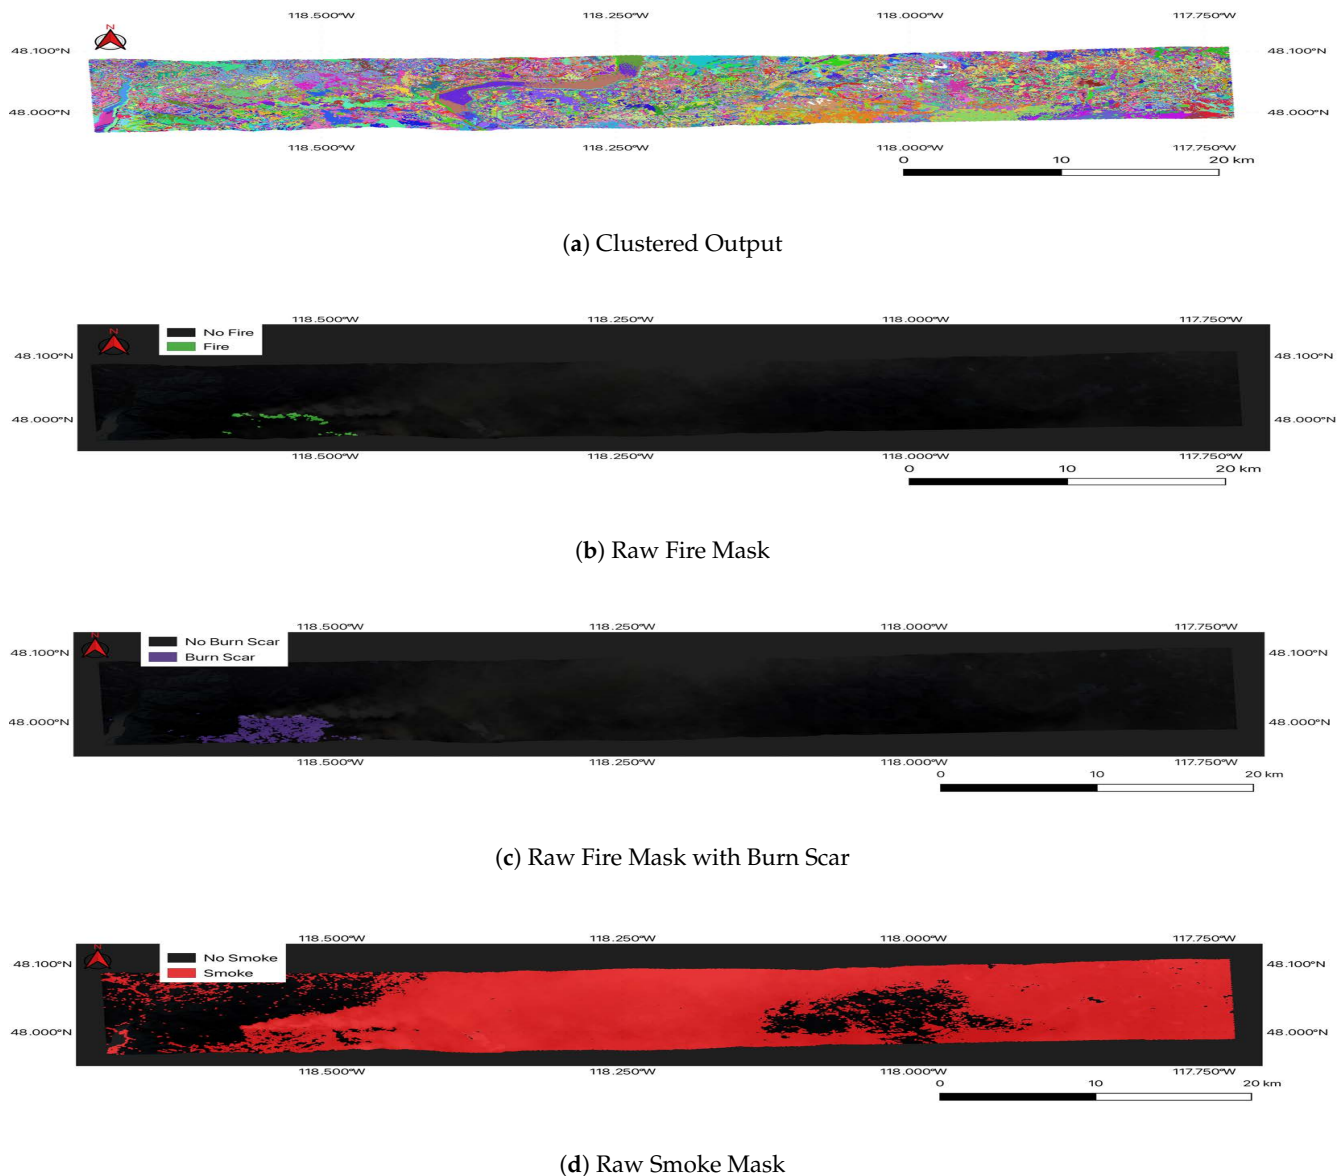 118.500°W 118.250°W 118.000°W 117.750°W
N
48.100°N 48.100°N
48.000°N 48.000°N
118.500°W 118.250°W 118.000°W 117.750°W
0 10 20 km
(a) Clustered Output
118.500°W 118.250°W 118.000°W 117.750°W
N
No Fire
Fire
48.100°N 48.100°N
48.000°N 48.000°N
118.500°W 118.250°W 118.000°W 117.750°W
0 10 20 km
(b) Raw Fire Mask
118.500°W 118.250°W 118.000°W 117.750°W
N
No Burn Scar
Burn Scar
48.100°N 48.100°N
48.000°N 48.000°N
118.500°W 118.250°W 118.000°W 117.750°W
0 10 20 km
(c) Raw Fire Mask with Burn Scar
118.500°W 118.250°W 118.000°W 117.750°W
N
No Smoke
Smoke
48.100°N 48.100°N
48.000°N 48.000°N
118.500°W 118.250°W 118.000°W 117.750°W
0 10 20 km
(d) Raw Smoke Mask